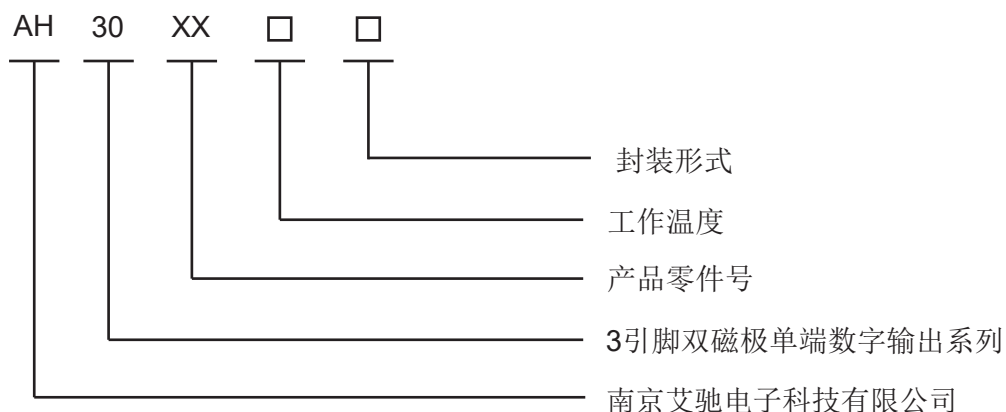 AH 30 XX □ □
封装形式
工作温度
产品零件号
3引脚双磁极单端数字输出系列
南京艾驰电子科技有限公司